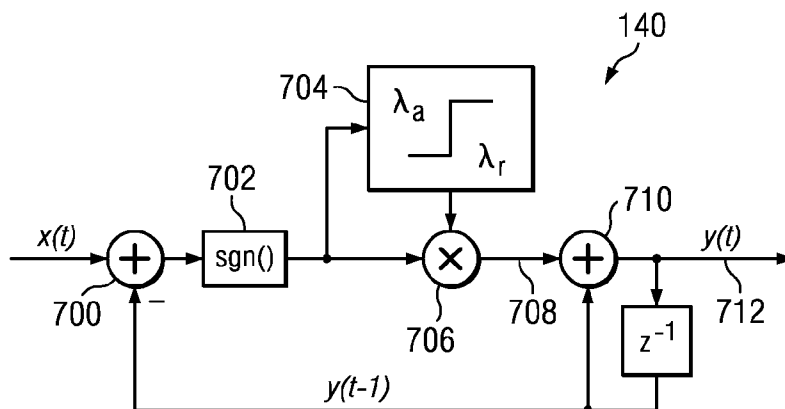 140
704
λa
λr
702
710
x(t)
+
sgn()
×
+
y(t)
700
–
706
708
712
z⁻¹
y(t-1)